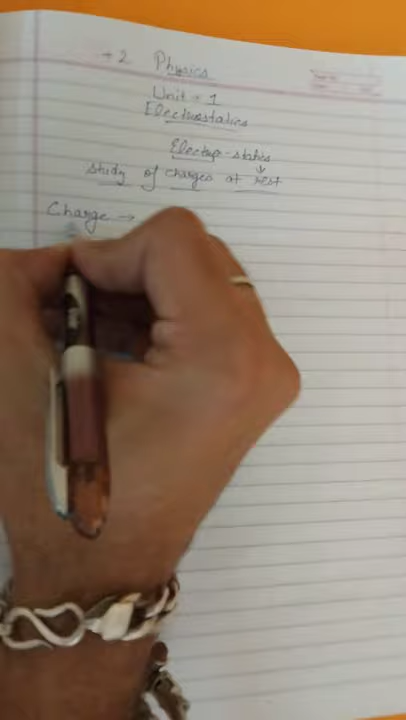 +2 Physics
Unit - 1
Electrostatics
Electro-statics
↓
study of charges at rest
Charge →